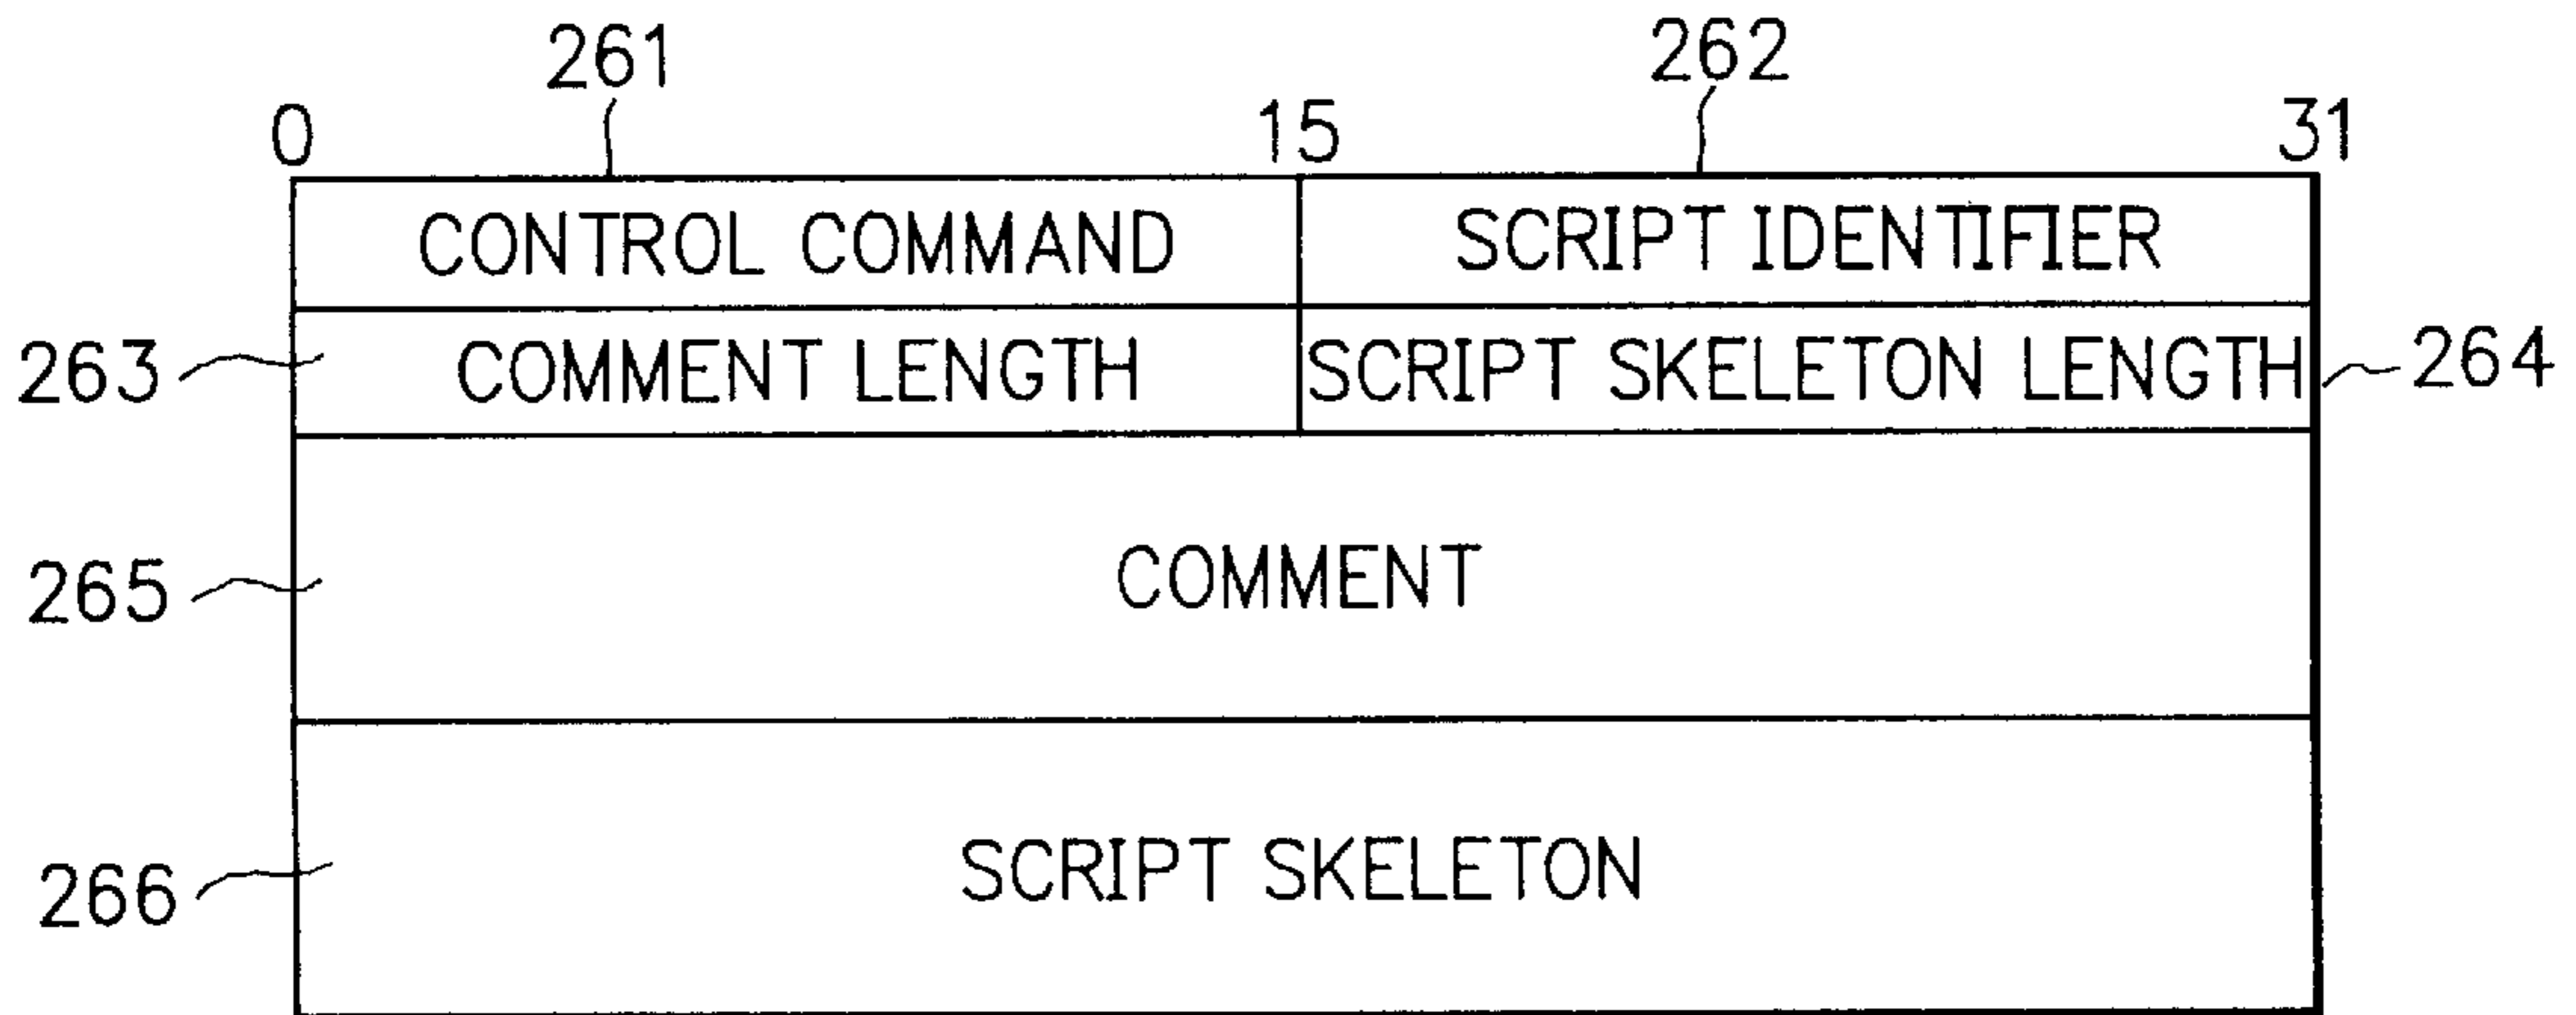 261 262
0 15 31
CONTROL COMMAND SCRIPT IDENTIFIER
263 COMMENT LENGTH SCRIPT SKELETON LENGTH 264
265 COMMENT
266 SCRIPT SKELETON